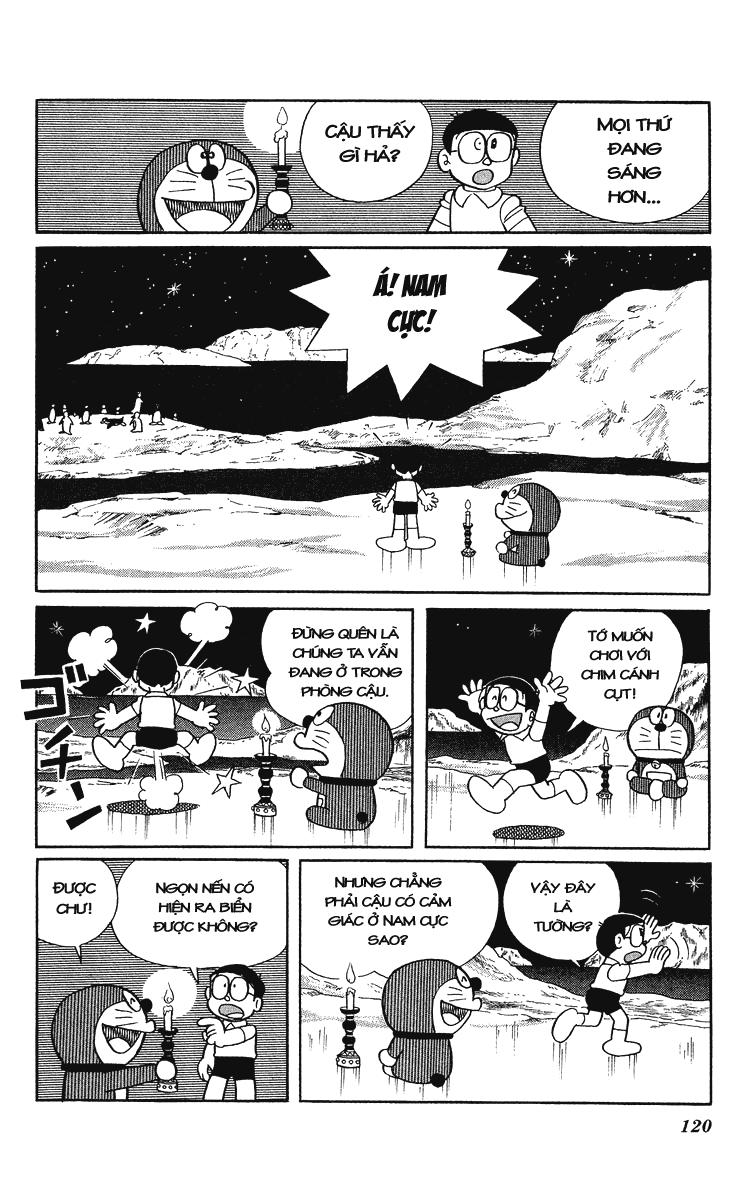 MỌI THỨ
ĐANG
SÁNG
HƠN...
CẬU THẤY
GÌ HẢ?
Á! NAM
CỰC!
TỚ MUỐN
CHƠI VỚI
CHIM CÁNH
CỤT!
ĐỪNG QUÊN LÀ
CHÚNG TA VẪN
ĐANG Ở TRONG
PHÒNG CẬU.
VẬY ĐÂY
LÀ
TƯỜNG?
NHƯNG CHẲNG
PHẢI CẬU CÓ CẢM
GIÁC Ở NAM CỰC
SAO?
NGỌN NẾN CÓ
HIỆN RA BIỂN
ĐƯỢC KHÔNG?
ĐƯỢC
CHƯ!
120